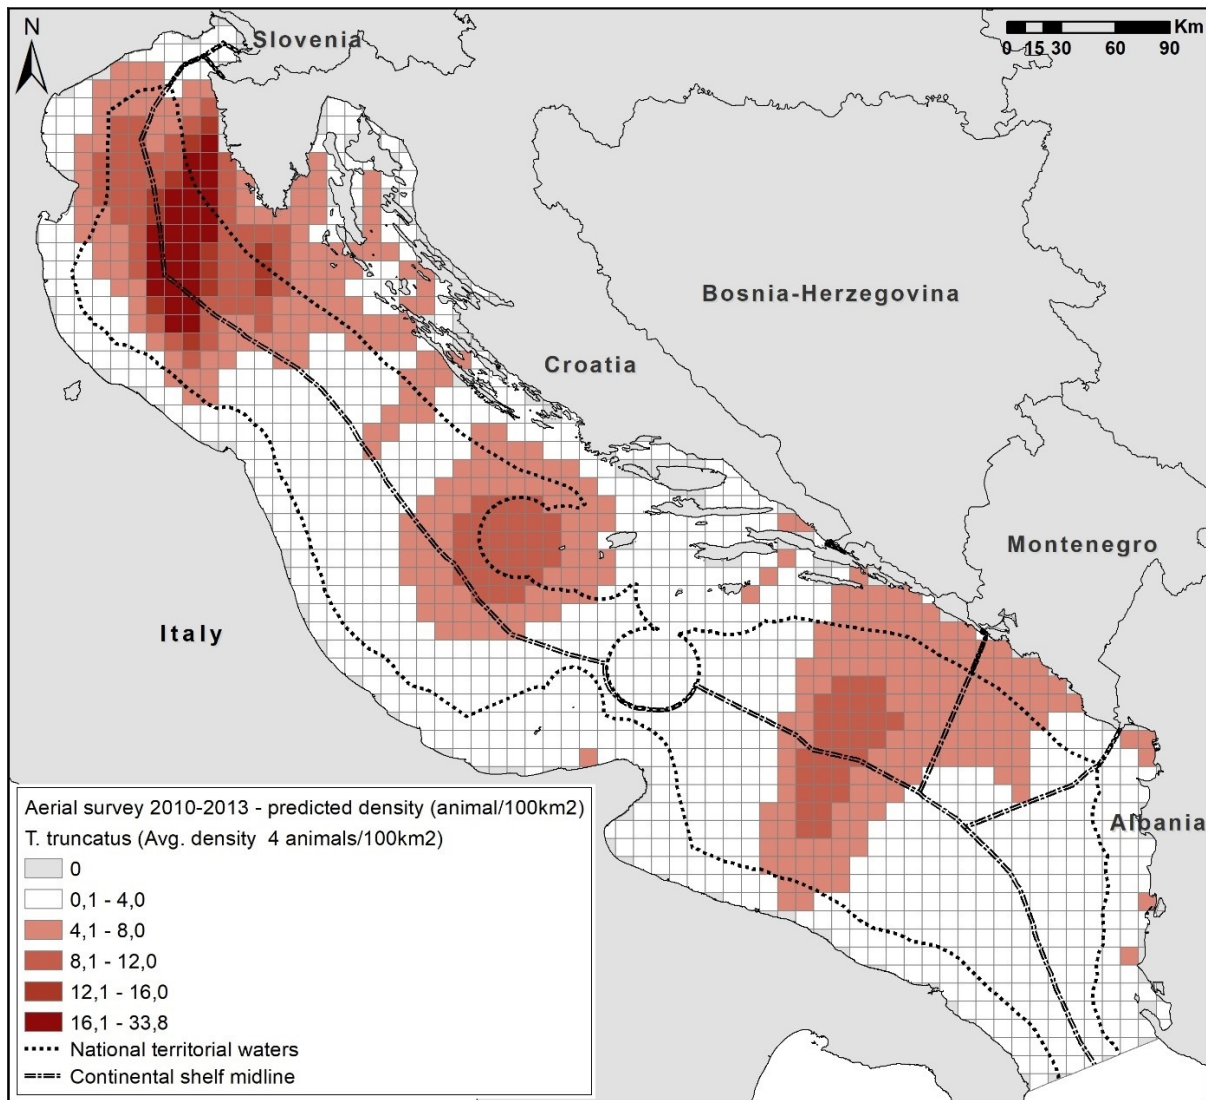 N
Slovenia
Km
0 15 30 60 90
Bosnia-Herzegovina
Croatia
Montenegro
Italy
Albania
Aerial survey 2010-2013 - predicted density (animal/100km2)
T. truncatus (Avg. density 4 animals/100km2)
0
0,1 - 4,0
4,1 - 8,0
8,1 - 12,0
12,1 - 16,0
16,1 - 33,8
National territorial waters
Continental shelf midline